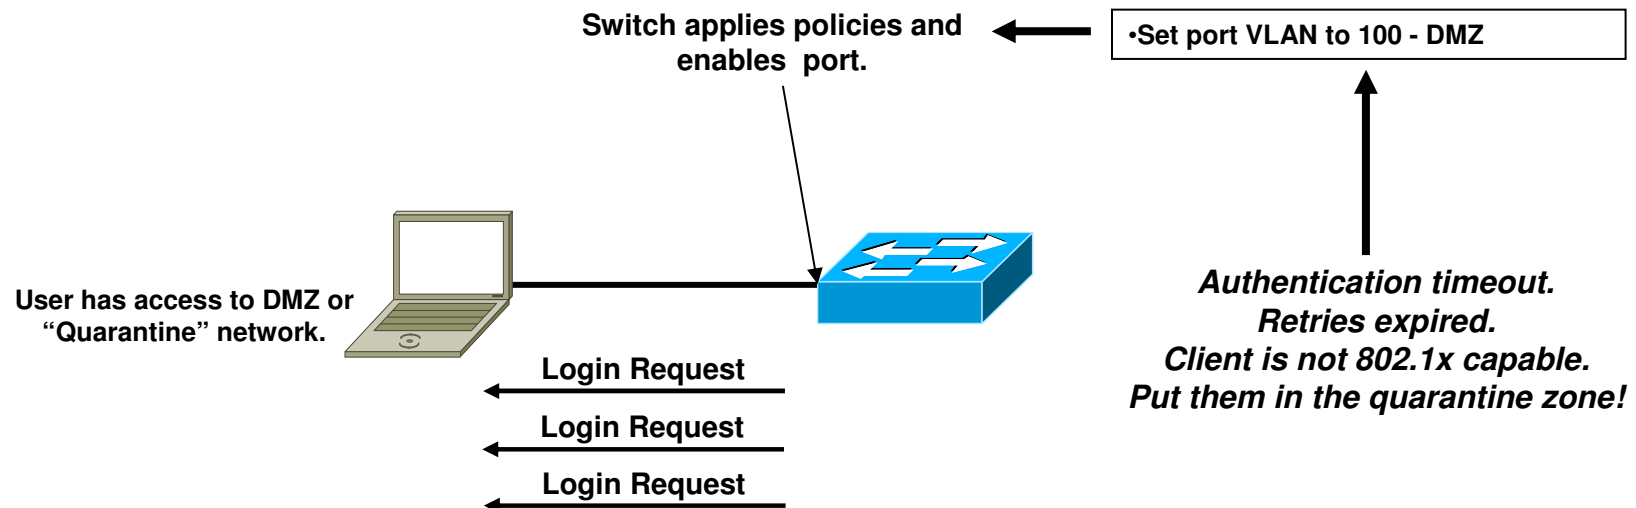 Switch applies policies and
enables port.
•Set port VLAN to 100 - DMZ
User has access to DMZ or
“Quarantine” network.
Authentication timeout.
Retries expired.
Client is not 802.1x capable.
Put them in the quarantine zone!
Login Request
Login Request
Login Request